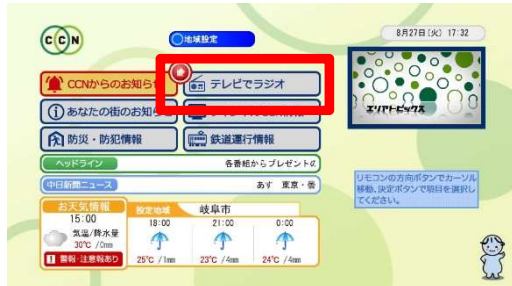 CCN
地域設定
8月27日(火) 17:32
CCNからのお知らせ
テレビでラジオ
あなたの街のお知ら
エリアトピックス
防災・防犯情報
鉄道運行情報
ヘッドライン
各番組からプレゼントの
中日新聞ニュース
あす 東京・
リモコンの方向ボタンでカーソル
移動、決定ボタンで項目を選択し
てください。
お天気情報
設定地域
岐阜市
15:00
18:00
21:00
0:00
気温/降水量
30℃ /0mm
警報・注意報あり
25℃ /1mm
23℃ /4mm
24℃ /4mm